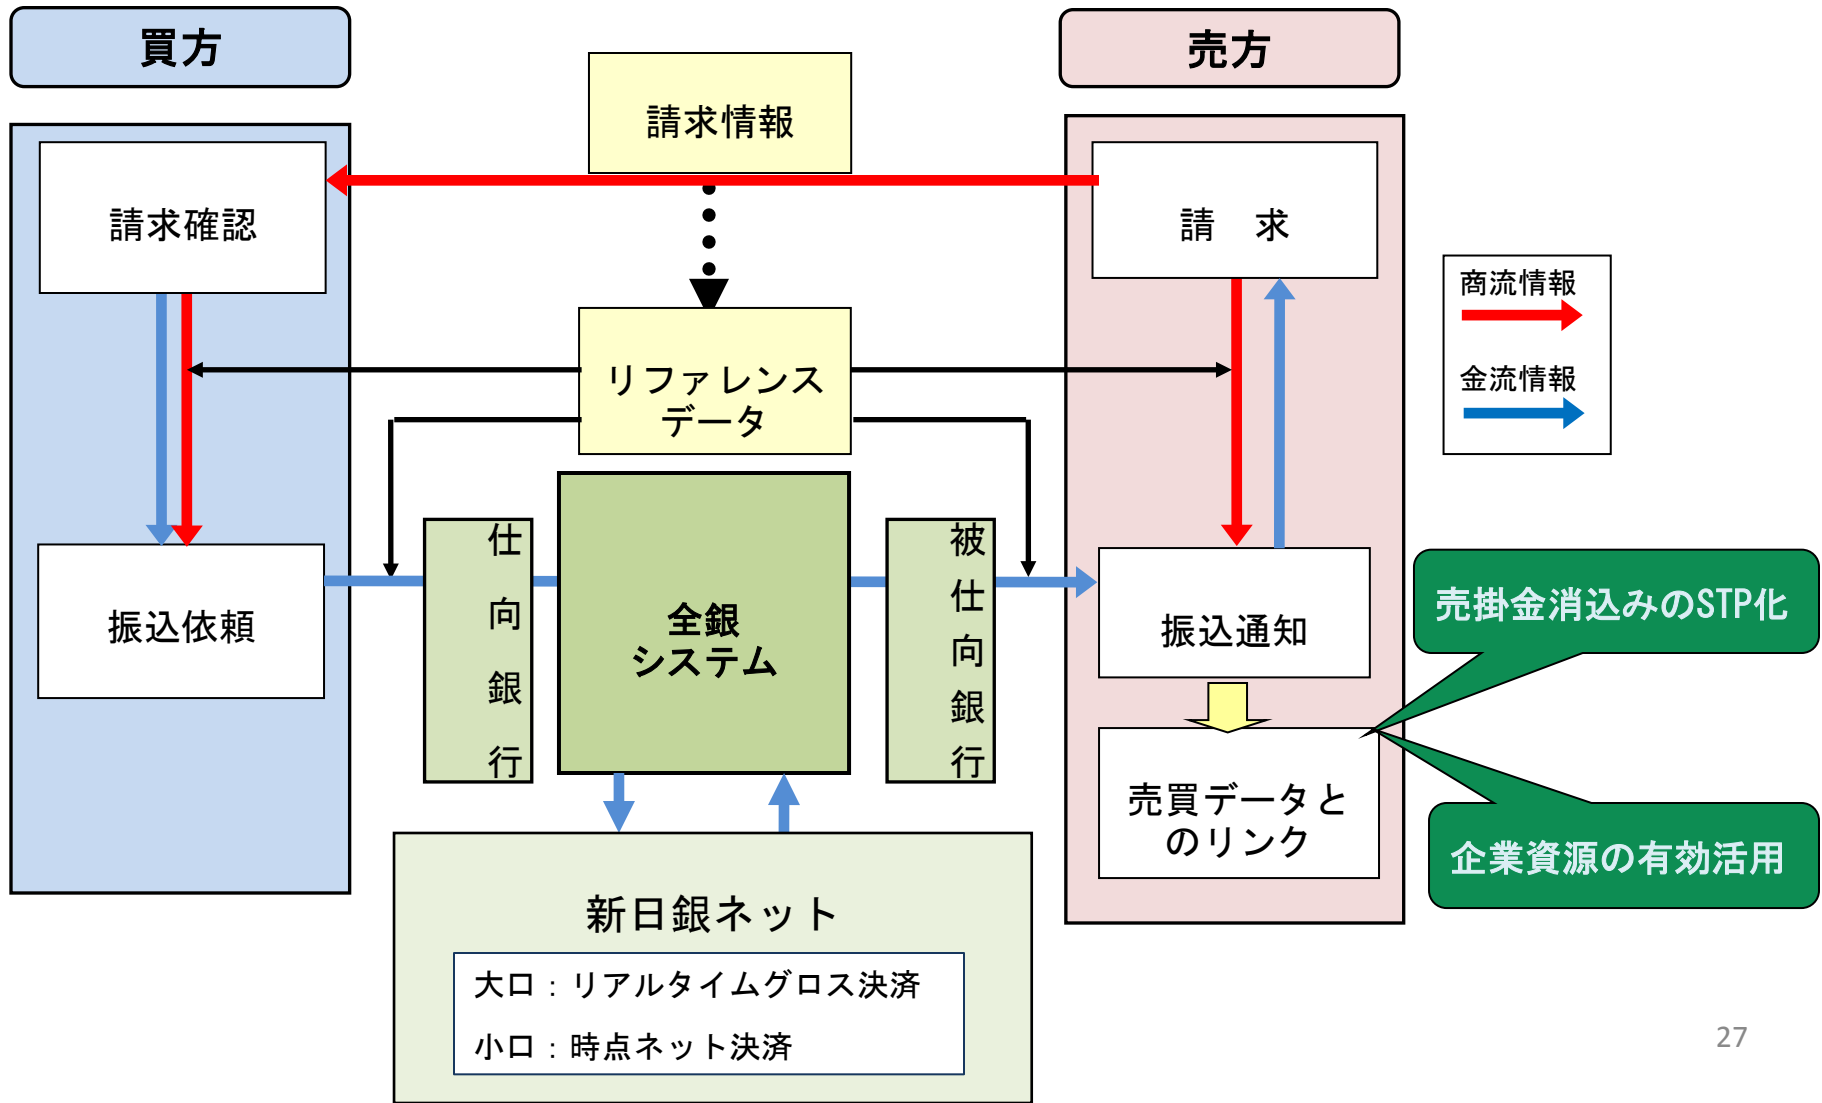 買方
売方
請求情報
請求確認
請　求
商流情報
金流情報
リファレンス
データ
仕向銀行
全銀
システム
被仕向銀行
振込依頼
振込通知
売掛金消込みのSTP化
売買データと
のリンク
企業資源の有効活用
新日銀ネット
大口：リアルタイムグロス決済
小口：時点ネット決済
27